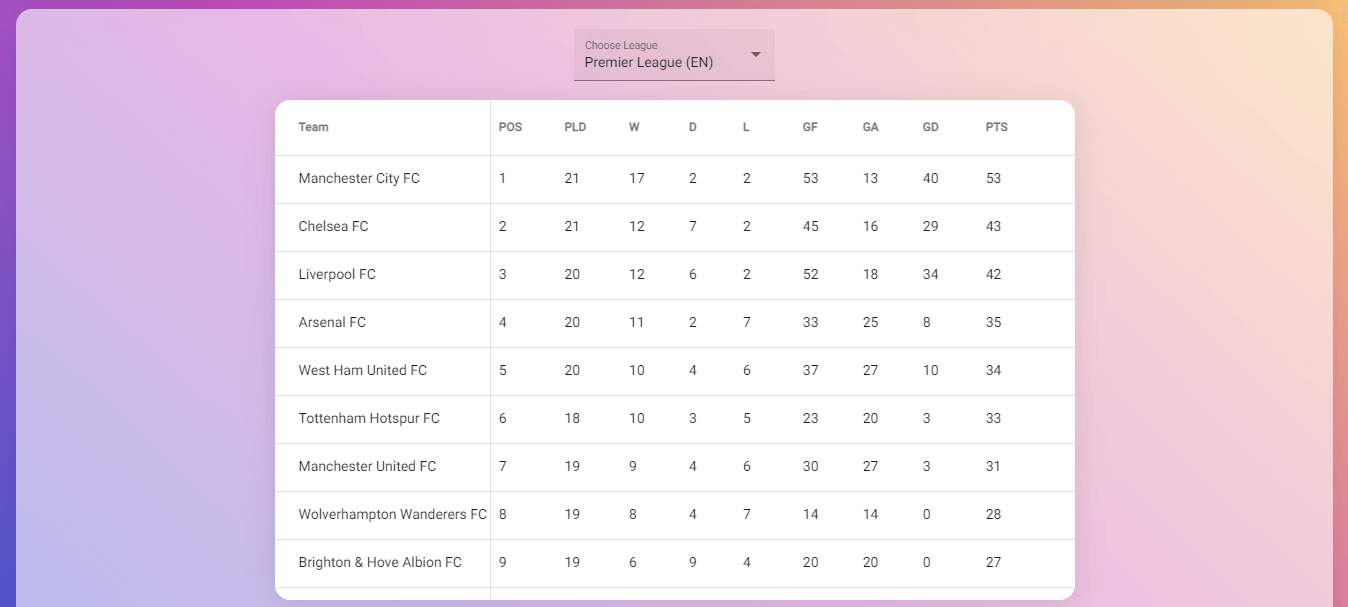 Choose League
Premier League (EN)
Team POS PLD W D L GF GA GD PTS
Manchester City FC 1 21 17 2 2 53 13 40 53
Chelsea FC 2 21 12 7 2 45 16 29 43
Liverpool FC 3 20 12 6 2 52 18 34 42
Arsenal FC 4 20 11 2 7 33 25 8 35
West Ham United FC 5 20 10 4 6 37 27 10 34
Tottenham Hotspur FC 6 18 10 3 5 23 20 3 33
Manchester United FC 7 19 9 4 6 30 27 3 31
Wolverhampton Wanderers FC 8 19 8 4 7 14 14 0 28
Brighton & Hove Albion FC 9 19 6 9 4 20 20 0 27